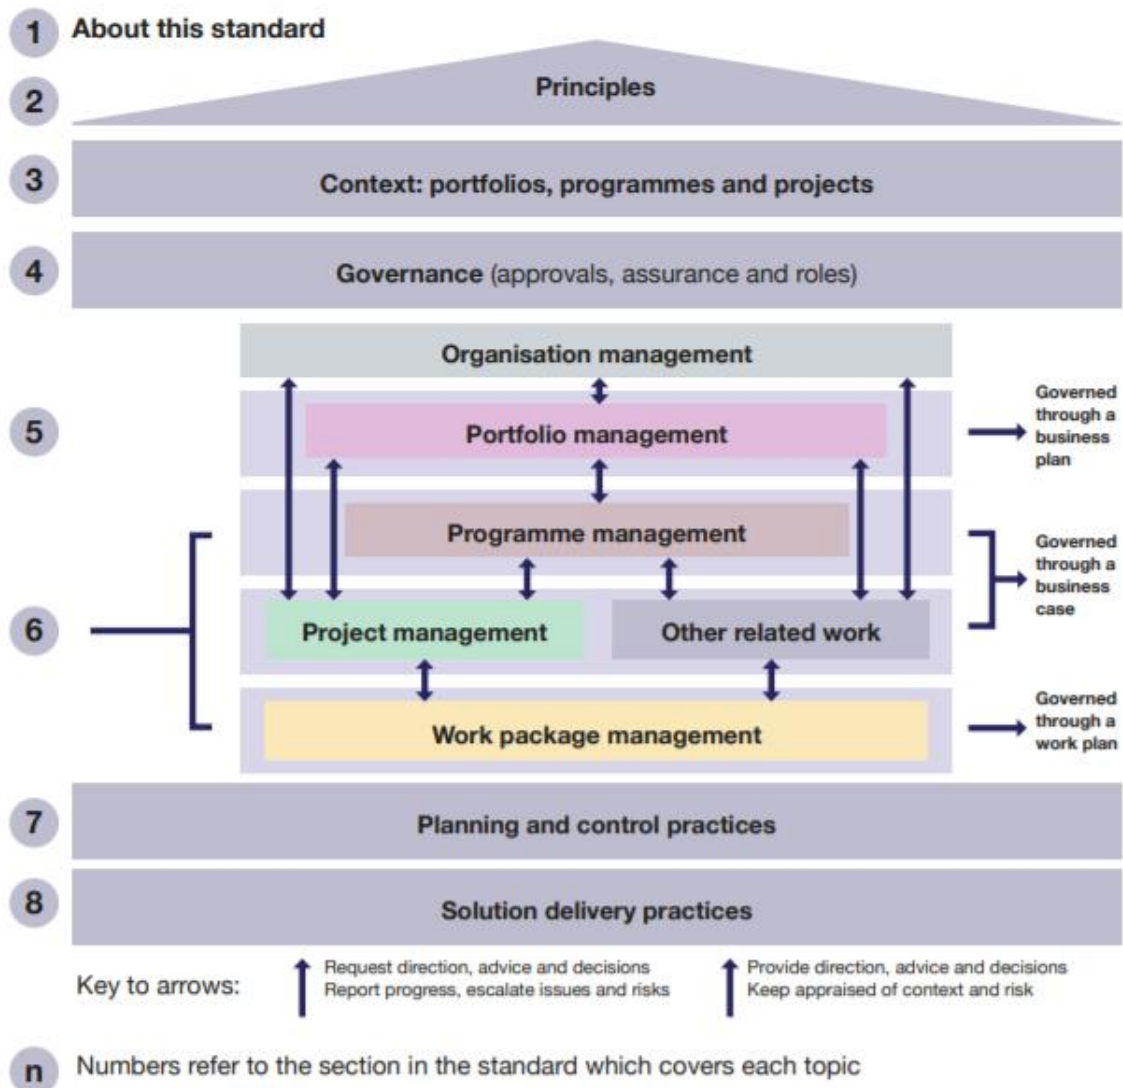 1 About this standard
2 Principles
3 Context: portfolios, programmes and projects
4 Governance (approvals, assurance and roles)
Organisation management
5 Portfolio management
Governed
through a
business
plan
Programme management
Governed
through a
business
case
6 Project management Other related work
Work package management
Governed
through a
work plan
7 Planning and control practices
8 Solution delivery practices
Key to arrows:
Request direction, advice and decisions
Report progress, escalate issues and risks
Provide direction, advice and decisions
Keep appraised of context and risk
n Numbers refer to the section in the standard which covers each topic